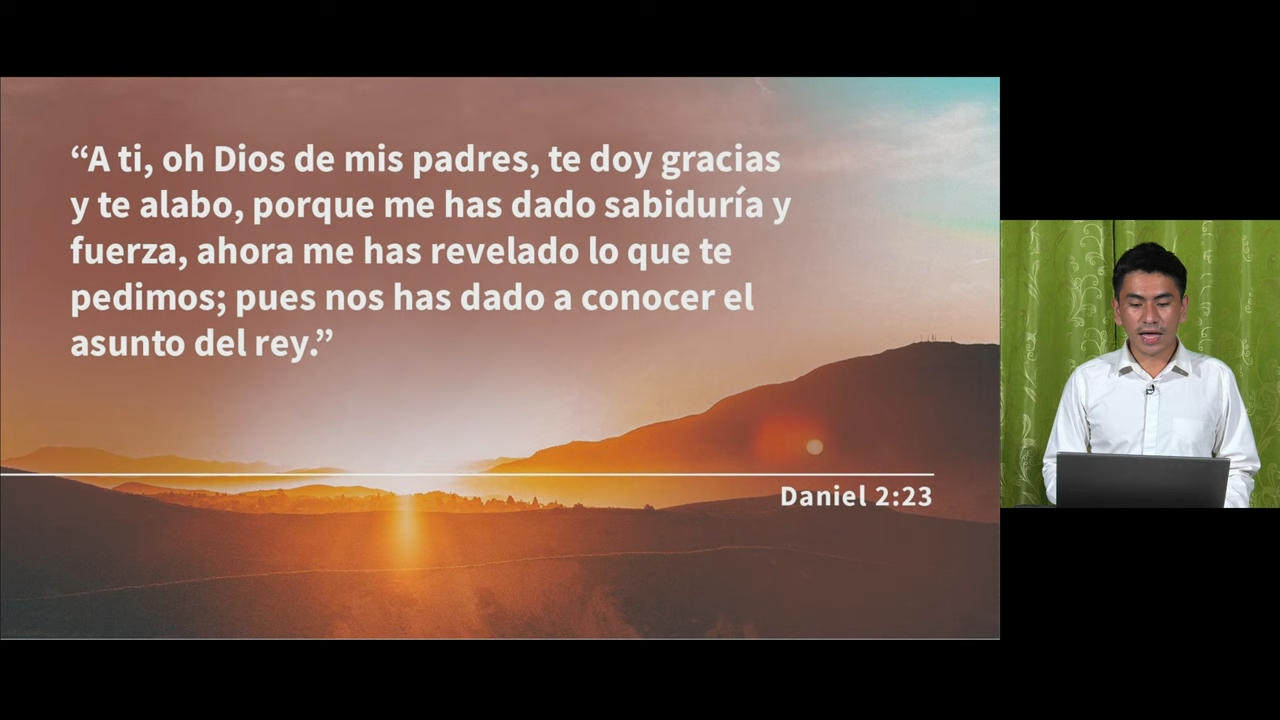 “A ti, oh Dios de mis padres, te doy gracias
y te alabo, porque me has dado sabiduría y
fuerza, ahora me has revelado lo que te
pedimos; pues nos has dado a conocer el
asunto del rey.”
Daniel 2:23